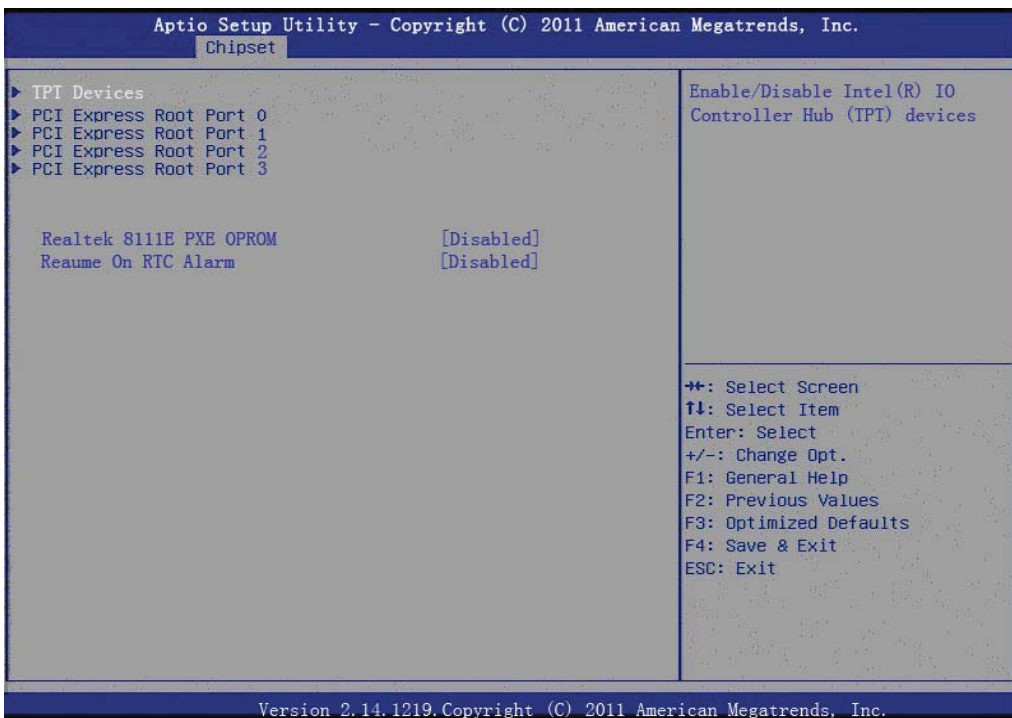 Aptio Setup Utility - Copyright (C) 2011 American Megatrends, Inc.
Chipset
▶ TPT Devices
▶ PCI Express Root Port 0
▶ PCI Express Root Port 1
▶ PCI Express Root Port 2
▶ PCI Express Root Port 3
Realtek 8111E PXE OPROM [Disabled]
Reaume On RTC Alarm [Disabled]
Enable/Disable Intel(R) IO
Controller Hub (TPT) devices
→←: Select Screen
↑↓: Select Item
Enter: Select
+/-: Change Opt.
F1: General Help
F2: Previous Values
F3: Optimized Defaults
F4: Save & Exit
ESC: Exit
Version 2.14.1219.Copyright (C) 2011 American Megatrends, Inc.